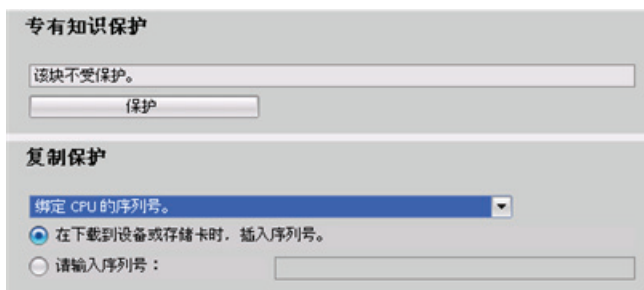 专有知识保护
该块不受保护。
保护
复制保护
绑定 CPU 的序列号。
在下载到设备或存储卡时，插入序列号。
请输入序列号：